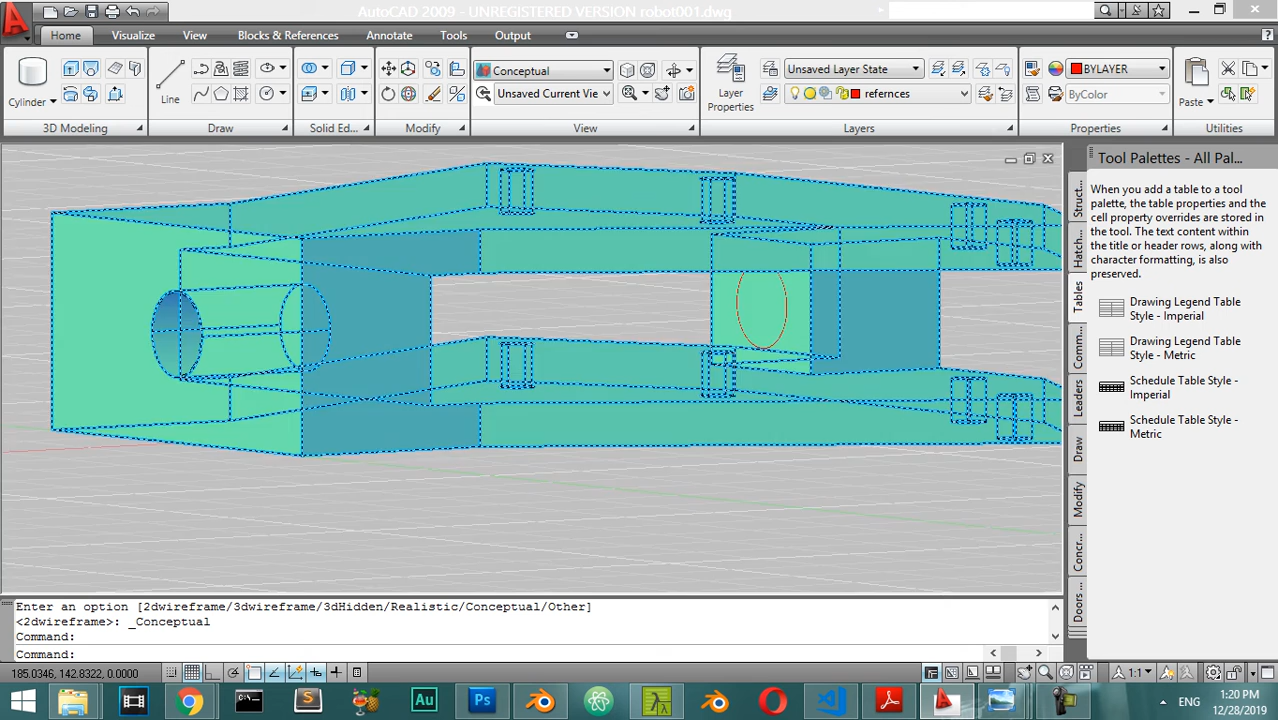 AutoCAD 2009 - UNREGISTERED VERSION robot001.dwg
Home Visualize View Blocks & References Annotate Tools Output
Conceptual Unsaved Layer State BYLAYER
Cylinder Line Unsaved Current Vie Layer Properties refernces ByColor Paste
3D Modeling Draw Solid Ed... Modify View Layers Properties Utilities
Tool Palettes - All Pal...
When you add a table to a tool
palette, the table properties and the
cell property overrides are stored in
the tool. The text content within
the title or header rows, along with
character formatting, is also
preserved.
Drawing Legend Table
Style - Imperial
Drawing Legend Table
Style - Metric
Schedule Table Style -
Imperial
Schedule Table Style -
Metric
Struct...
Hatch...
Tables
Comm...
Leaders
Draw
Modify
Concr...
Doors ...
Enter an option [2dwireframe/3dwireframe/3dHidden/Realistic/Conceptual/Other]
<2dwireframe>: _Conceptual
Command:
Command:
185.0346, 142.8322, 0.0000 1:1
Au Ps λ ENG 1:20 PM
12/28/2019